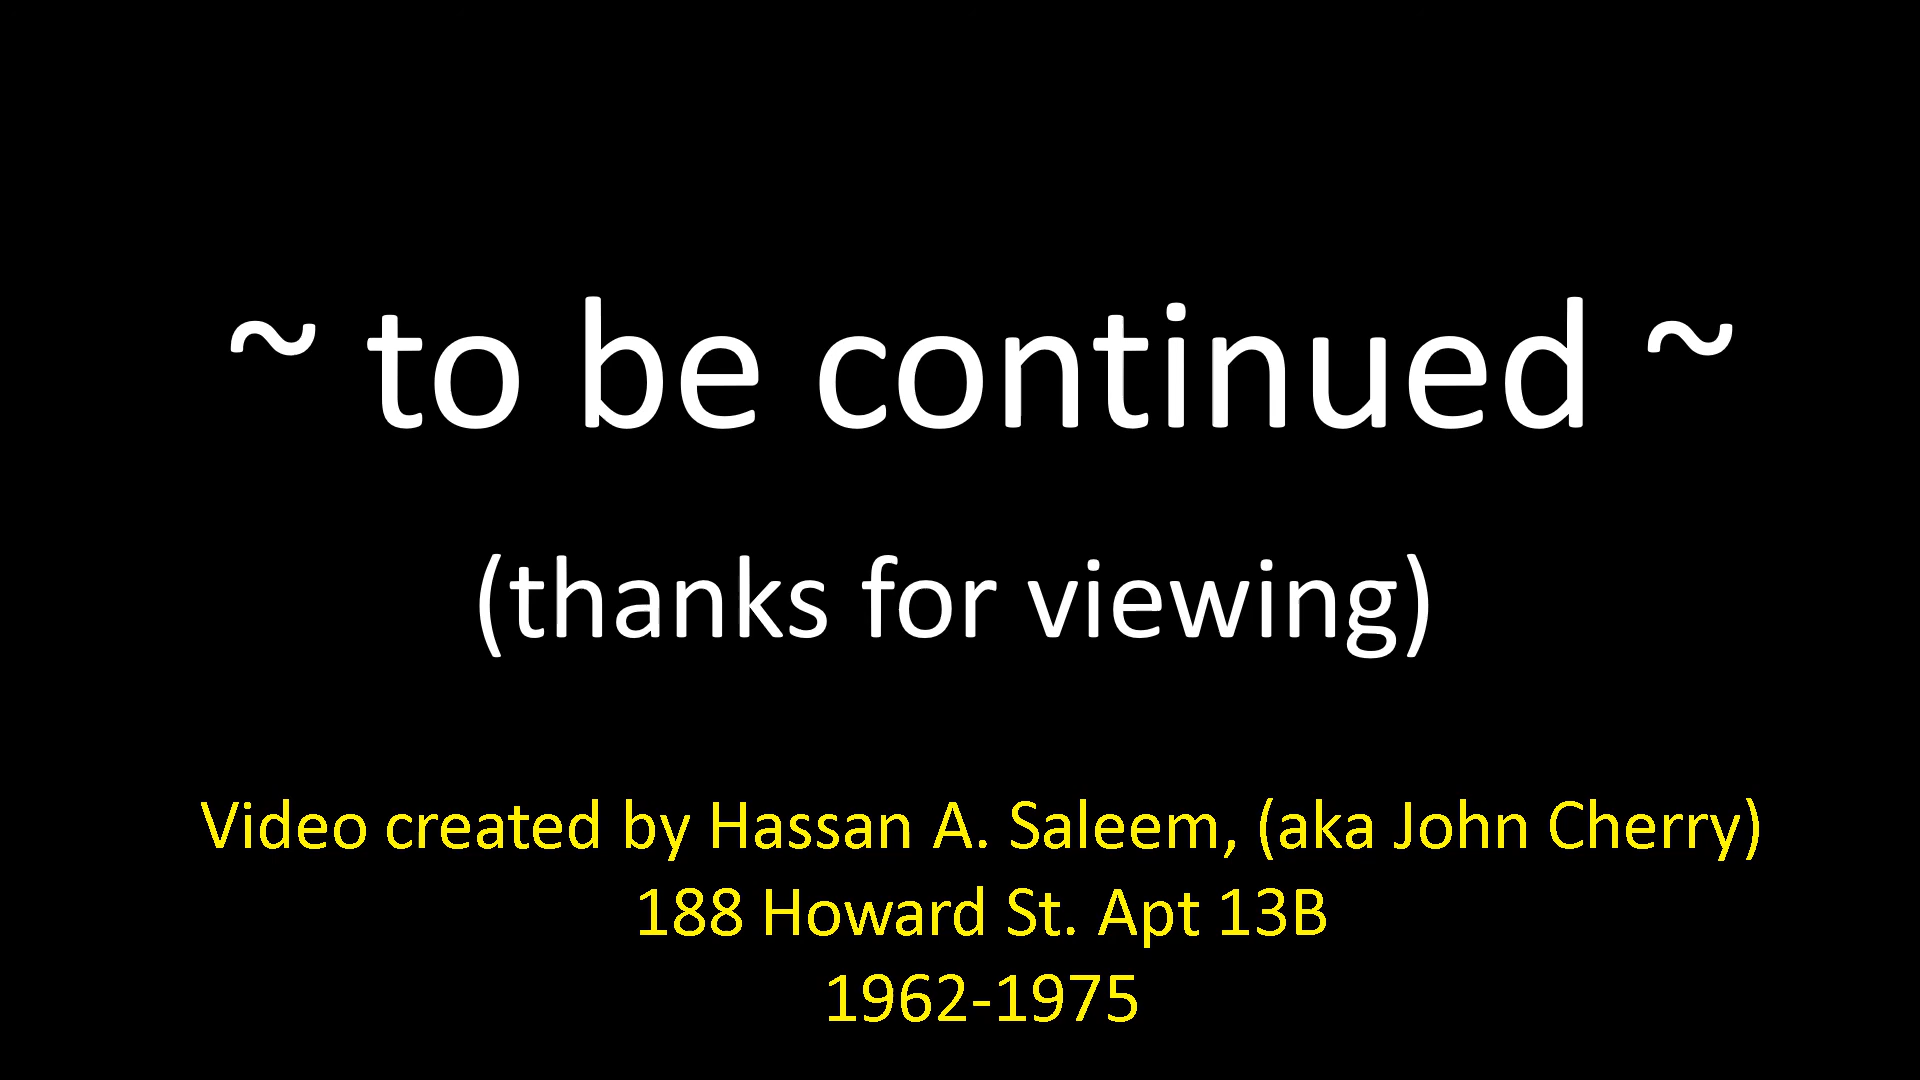 ~ to be continued ~
(thanks for viewing)
Video created by Hassan A. Saleem, (aka John Cherry)
188 Howard St. Apt 13B
1962-1975